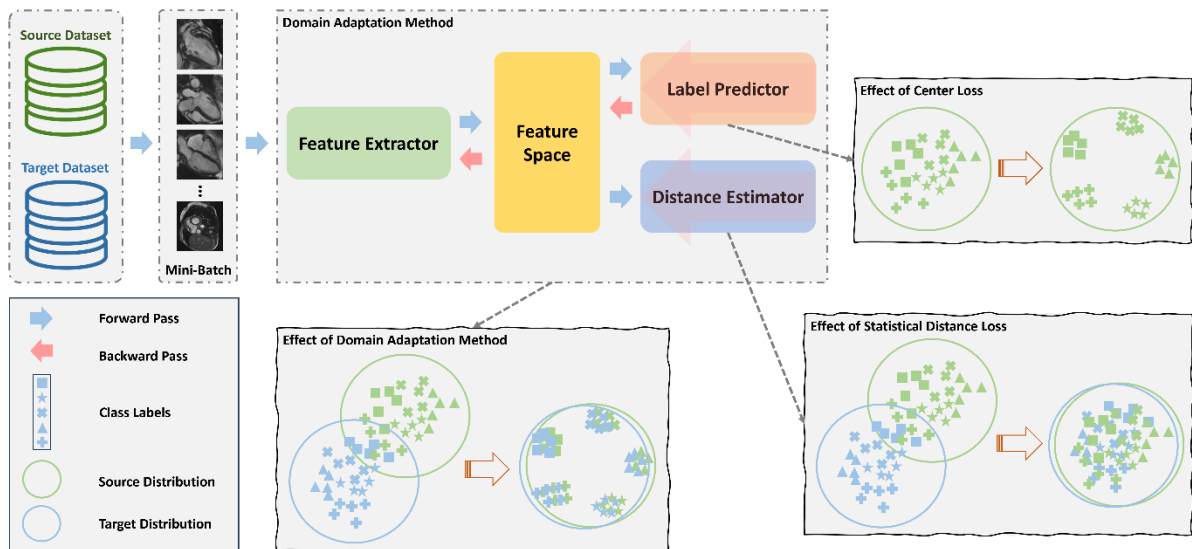 Source Dataset
Target Dataset
...
Mini-Batch
Domain Adaptation Method
Feature Extractor
Feature
Space
Label Predictor
Distance Estimator
Effect of Center Loss
Forward Pass
Backward Pass
Class Labels
Source Distribution
Target Distribution
Effect of Domain Adaptation Method
Effect of Statistical Distance Loss